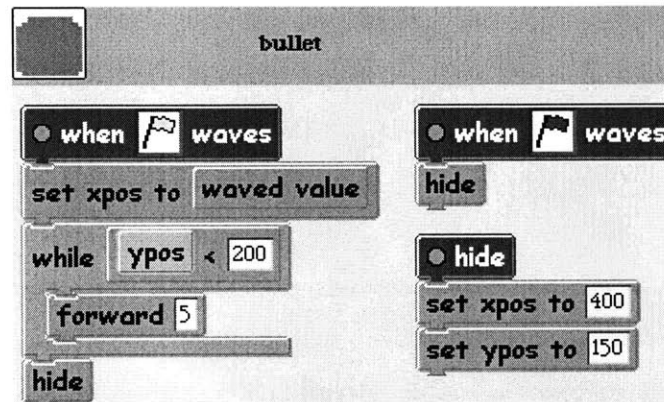 bullet
when waves
set xpos to waved value
while ypos < 200
forward 5
hide
when waves
hide
hide
set xpos to 400
set ypos to 150